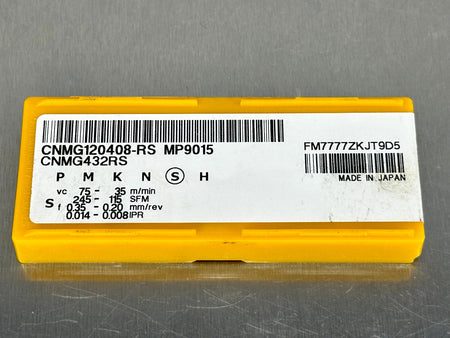 CNMG120408-RS MP9015
CNMG432RS
FM7777ZKJT9D5
MADE IN JAPAN
P M K N S H
S
vc 75 - 35 m/min
245 - 115 SFM
f 0.35 - 0.20 mm/rev
0.014 - 0.008 IPR